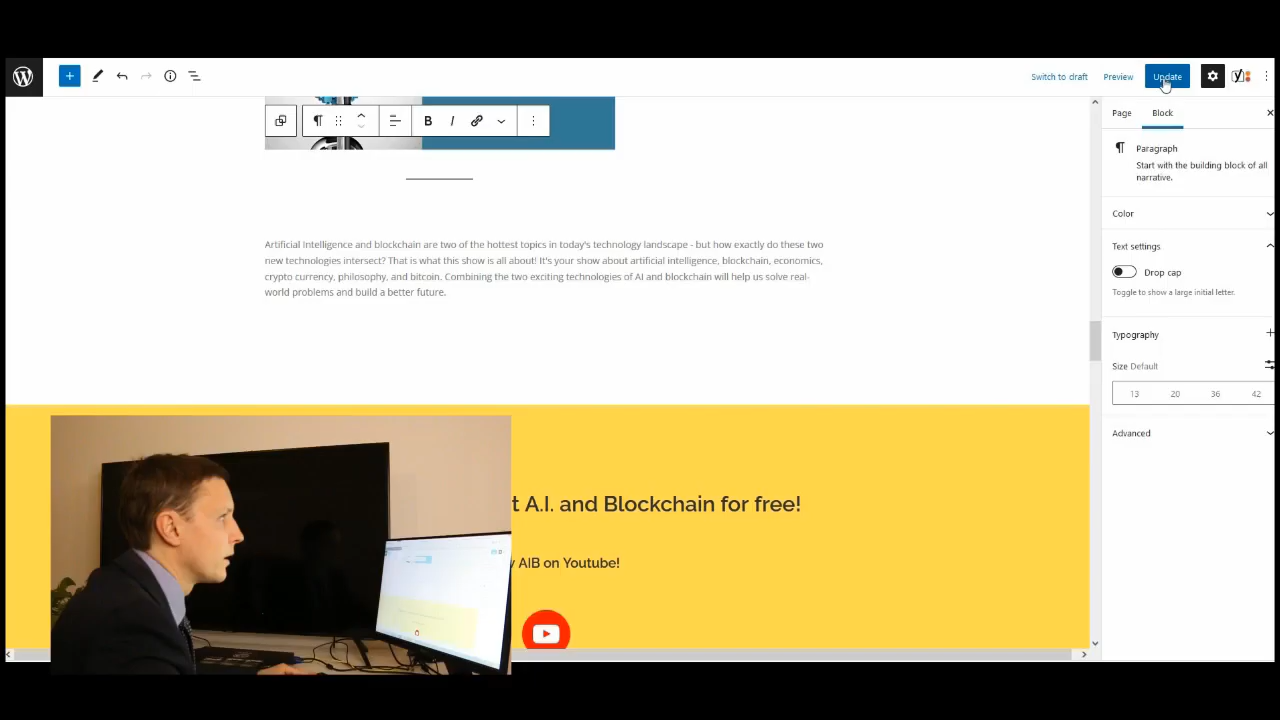 Switch to draft Preview Update
Page Block
Paragraph
Start with the building block of all
narrative.
Color
Text settings
Drop cap
Toggle to show a large initial letter.
Typography
Size Default
13 20 36 42
Advanced
B I
Artificial Intelligence and blockchain are two of the hottest topics in today's technology landscape - but how exactly do these two
new technologies intersect? That is what this show is all about! It's your show about artificial intelligence, blockchain, economics,
crypto currency, philosophy, and bitcoin. Combining the two exciting technologies of AI and blockchain will help us solve real-
world problems and build a better future.
t A.I. and Blockchain for free!
AIB on Youtube!